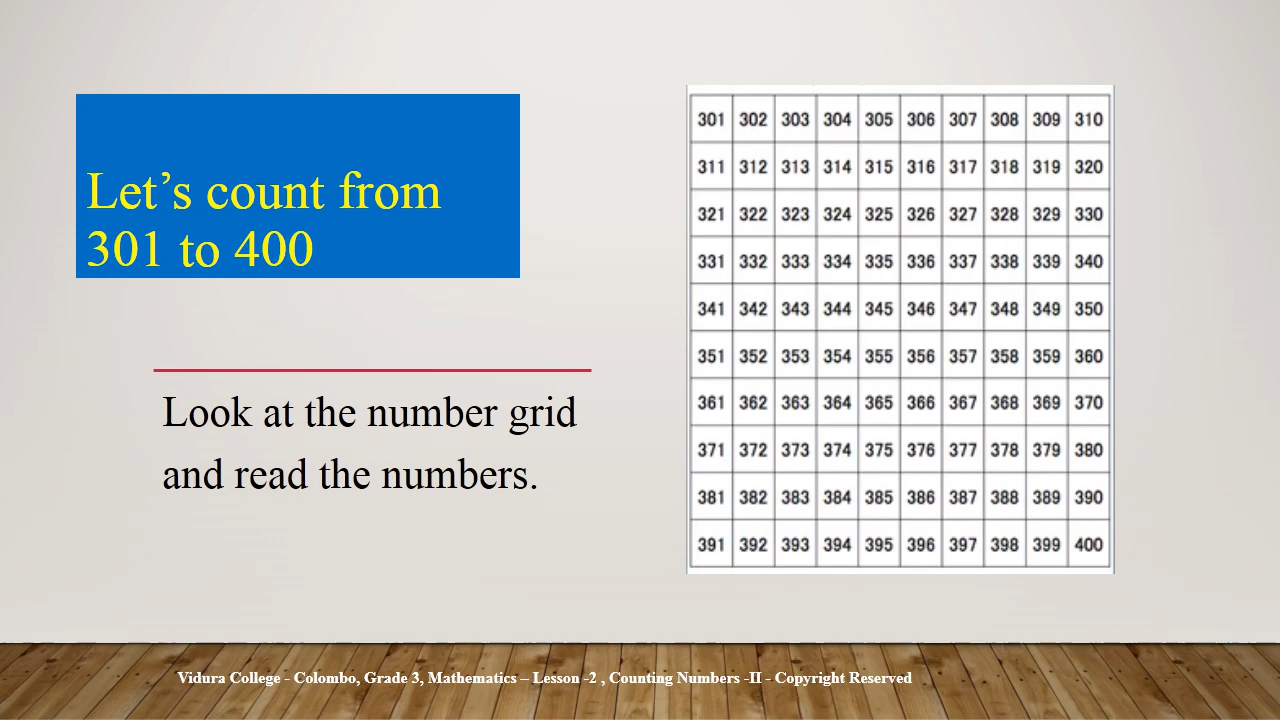 Let’s count from
301 to 400
Look at the number grid
and read the numbers.
301 302 303 304 305 306 307 308 309 310
311 312 313 314 315 316 317 318 319 320
321 322 323 324 325 326 327 328 329 330
331 332 333 334 335 336 337 338 339 340
341 342 343 344 345 346 347 348 349 350
351 352 353 354 355 356 357 358 359 360
361 362 363 364 365 366 367 368 369 370
371 372 373 374 375 376 377 378 379 380
381 382 383 384 385 386 387 388 389 390
391 392 393 394 395 396 397 398 399 400
Vidura College - Colombo, Grade 3, Mathematics – Lesson -2 , Counting Numbers -II - Copyright Reserved